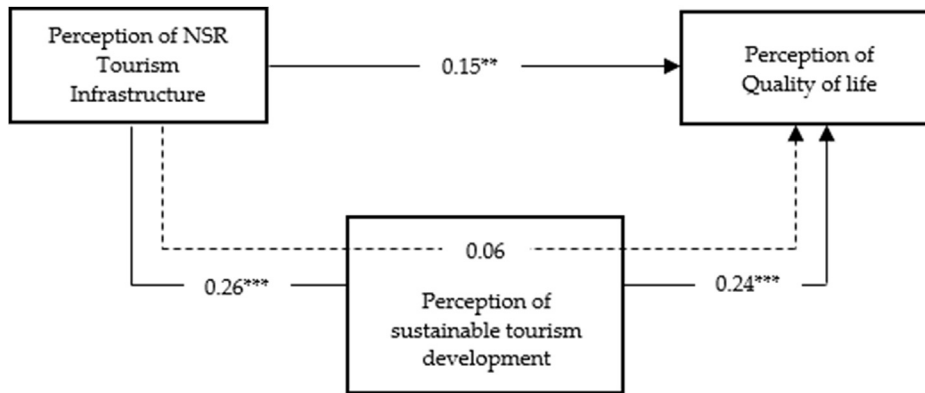 Perception of NSR
Tourism
Infrastructure
0.15**
Perception of
Quality of life
0.06
0.26***
Perception of
sustainable tourism
development
0.24***